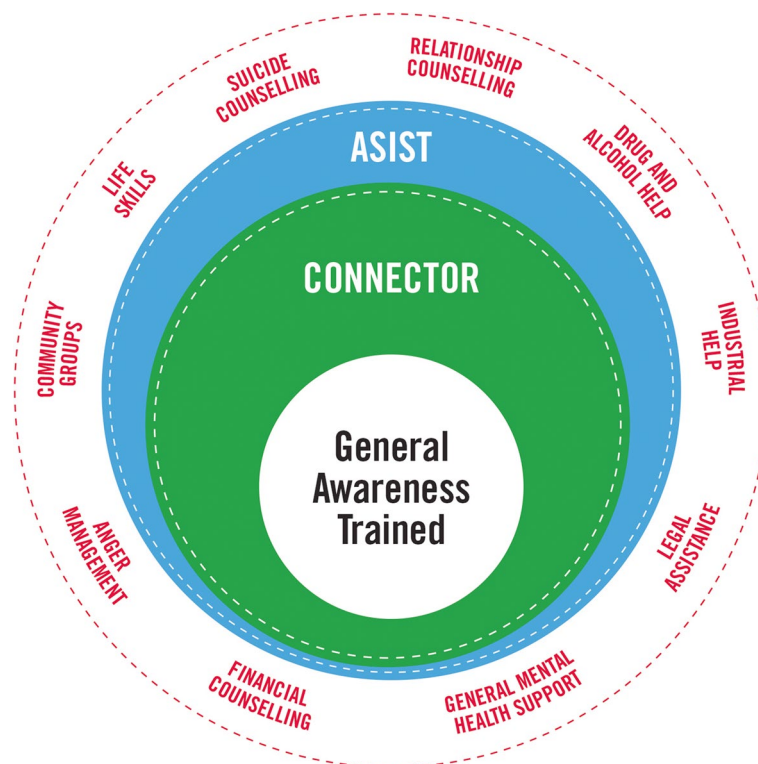 SUICIDE
COUNSELLING
RELATIONSHIP
COUNSELLING
DRUG AND
ALCOHOL HELP
INDUSTRIAL
HELP
LEGAL
ASSISTANCE
GENERAL MENTAL
HEALTH SUPPORT
FINANCIAL
COUNSELLING
ANGER
MANAGEMENT
COMMUNITY
GROUPS
LIFE
SKILLS
ASIST
CONNECTOR
General
Awareness
Trained